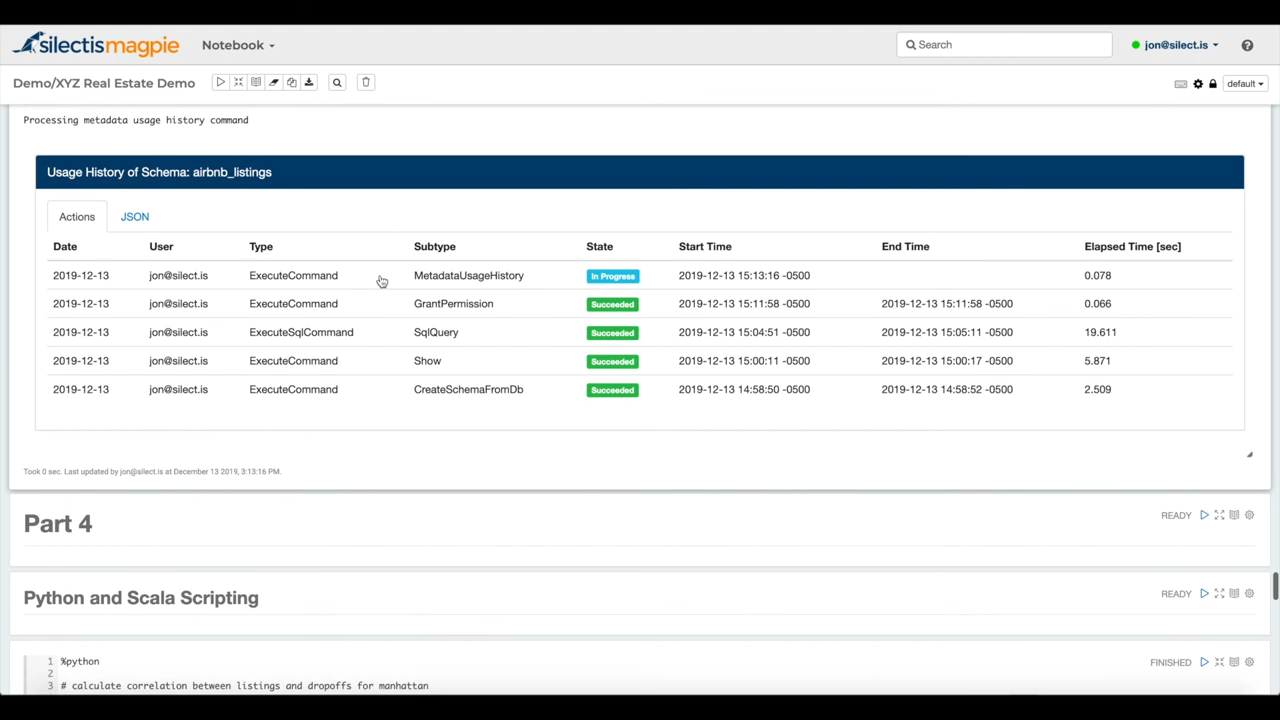 silectismagpie Notebook Search jon@silect.is ?
Demo/XYZ Real Estate Demo default
Processing metadata usage history command
Usage History of Schema: airbnb_listings
Actions JSON
Date User Type Subtype State Start Time End Time Elapsed Time [sec]
2019-12-13 jon@silect.is ExecuteCommand MetadataUsageHistory In Progress 2019-12-13 15:13:16 -0500 0.078
2019-12-13 jon@silect.is ExecuteCommand GrantPermission Succeeded 2019-12-13 15:11:58 -0500 2019-12-13 15:11:58 -0500 0.066
2019-12-13 jon@silect.is ExecuteSqlCommand SqlQuery Succeeded 2019-12-13 15:04:51 -0500 2019-12-13 15:05:11 -0500 19.611
2019-12-13 jon@silect.is ExecuteCommand Show Succeeded 2019-12-13 15:00:11 -0500 2019-12-13 15:00:17 -0500 5.871
2019-12-13 jon@silect.is ExecuteCommand CreateSchemaFromDb Succeeded 2019-12-13 14:58:50 -0500 2019-12-13 14:58:52 -0500 2.509
Took 0 sec. Last updated by jon@silect.is at December 13 2019, 3:13:16 PM.
Part 4 READY
Python and Scala Scripting READY
1 %python FINISHED
2
3 # calculate correlation between listings and dropoffs for manhattan